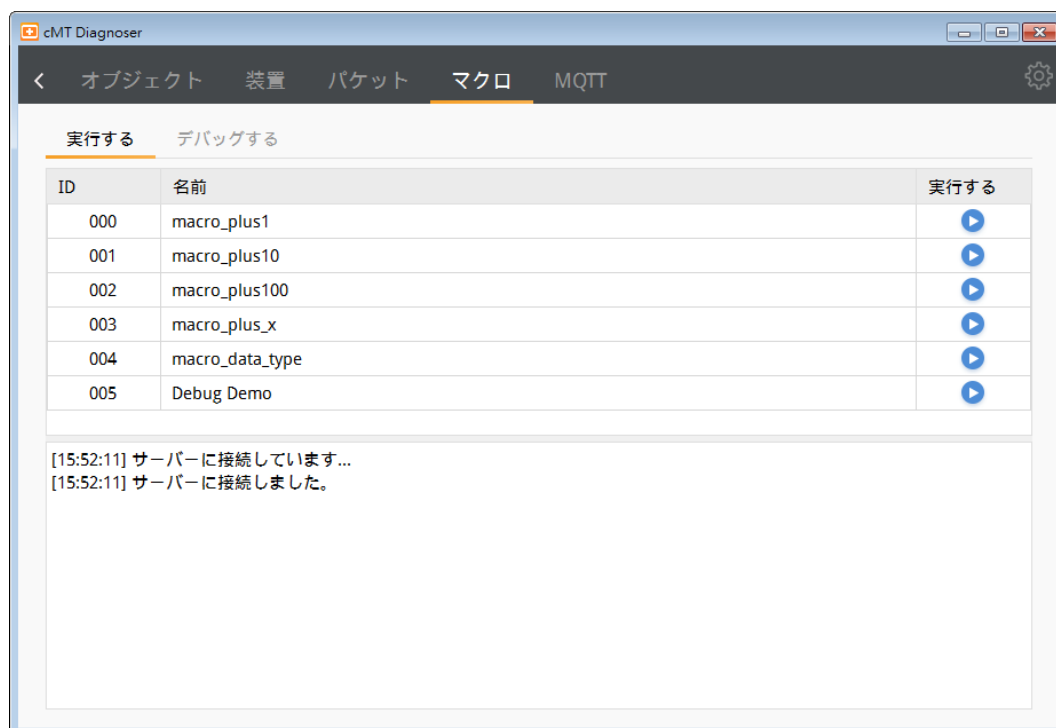 cMT Diagnoser
オブジェクト 装置 パケット マクロ MQTT
実行する デバッグする
ID 名前 実行する
000 macro_plus1
001 macro_plus10
002 macro_plus100
003 macro_plus_x
004 macro_data_type
005 Debug Demo
[15:52:11] サーバーに接続しています...
[15:52:11] サーバーに接続しました。